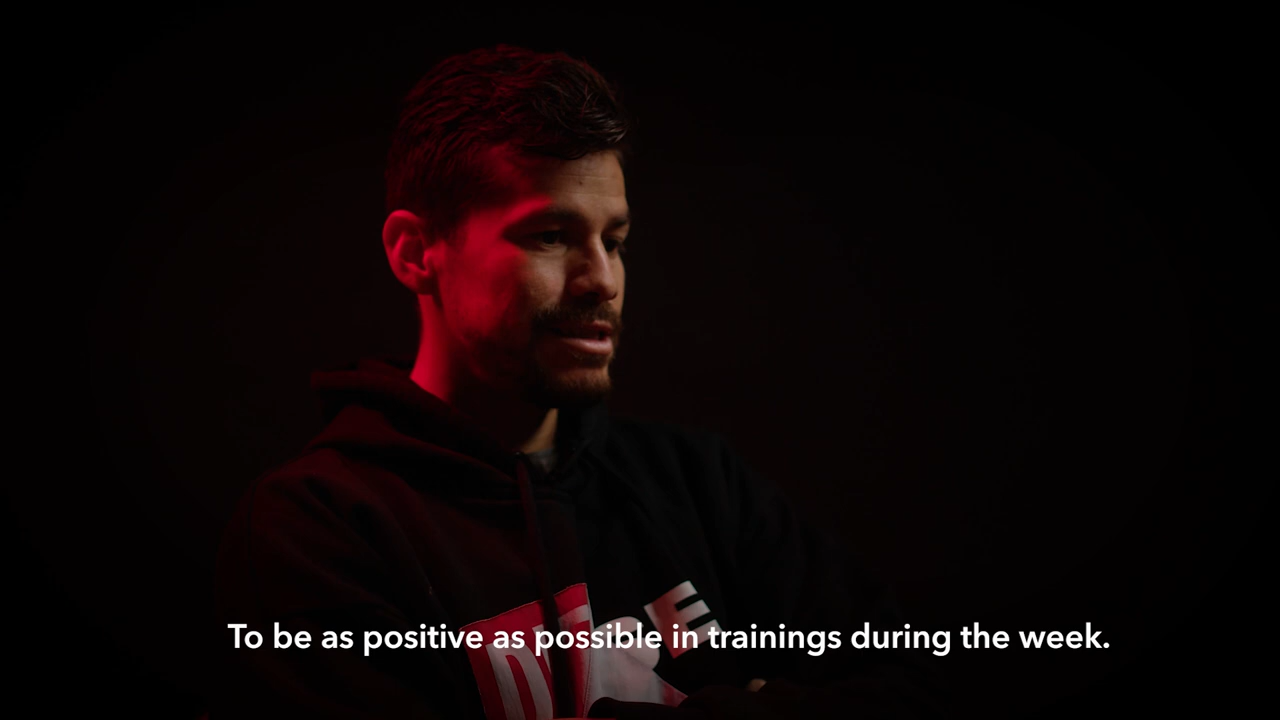 To be as positive as possible in trainings during the week.